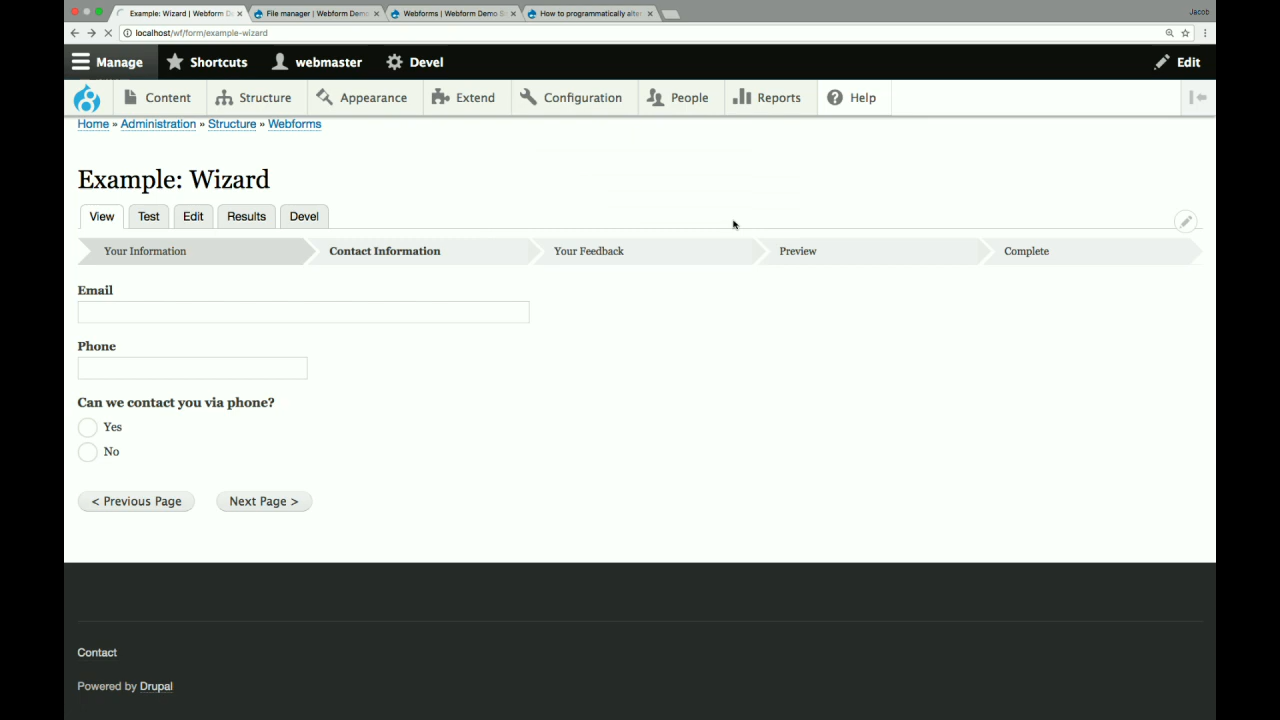 Example: Wizard | Webform D
File manager | Webform Demo
Webforms | Webform Demo S
How to programmatically alter
Jacob
localhost/wf/form/example-wizard
Manage Shortcuts webmaster Devel Edit
Content Structure Appearance Extend Configuration People Reports Help
Home » Administration » Structure » Webforms
Example: Wizard
View Test Edit Results Devel
Your Information Contact Information Your Feedback Preview Complete
Email
Phone
Can we contact you via phone?
Yes
No
< Previous Page Next Page >
Contact
Powered by Drupal